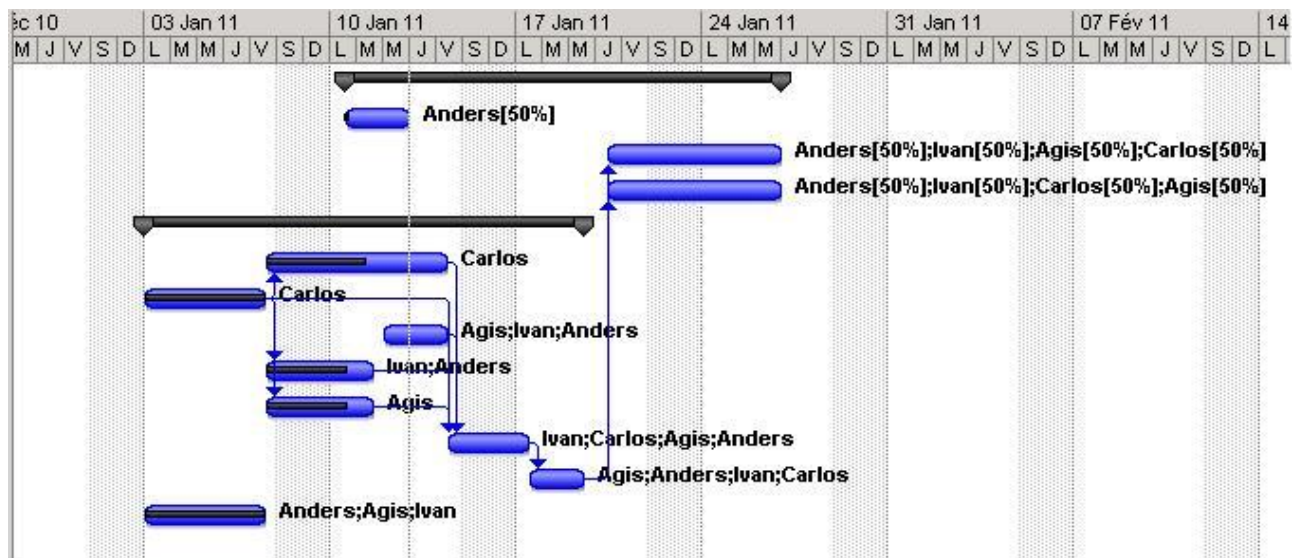 éc 10 03 Jan 11 10 Jan 11 17 Jan 11 24 Jan 11 31 Jan 11 07 Fév 11 14
M J V S D L M M J V S D L M M J V S D L M M J V S D L M M J V S D L M M J V S D L M M J V S D L
Anders[50%]
Anders[50%];Ivan[50%];Agis[50%];Carlos[50%]
Anders[50%];Ivan[50%];Carlos[50%];Agis[50%]
Carlos
Carlos
Agis;Ivan;Anders
Ivan;Anders
Agis
Ivan;Carlos;Agis;Anders
Agis;Anders;Ivan;Carlos
Anders;Agis;Ivan